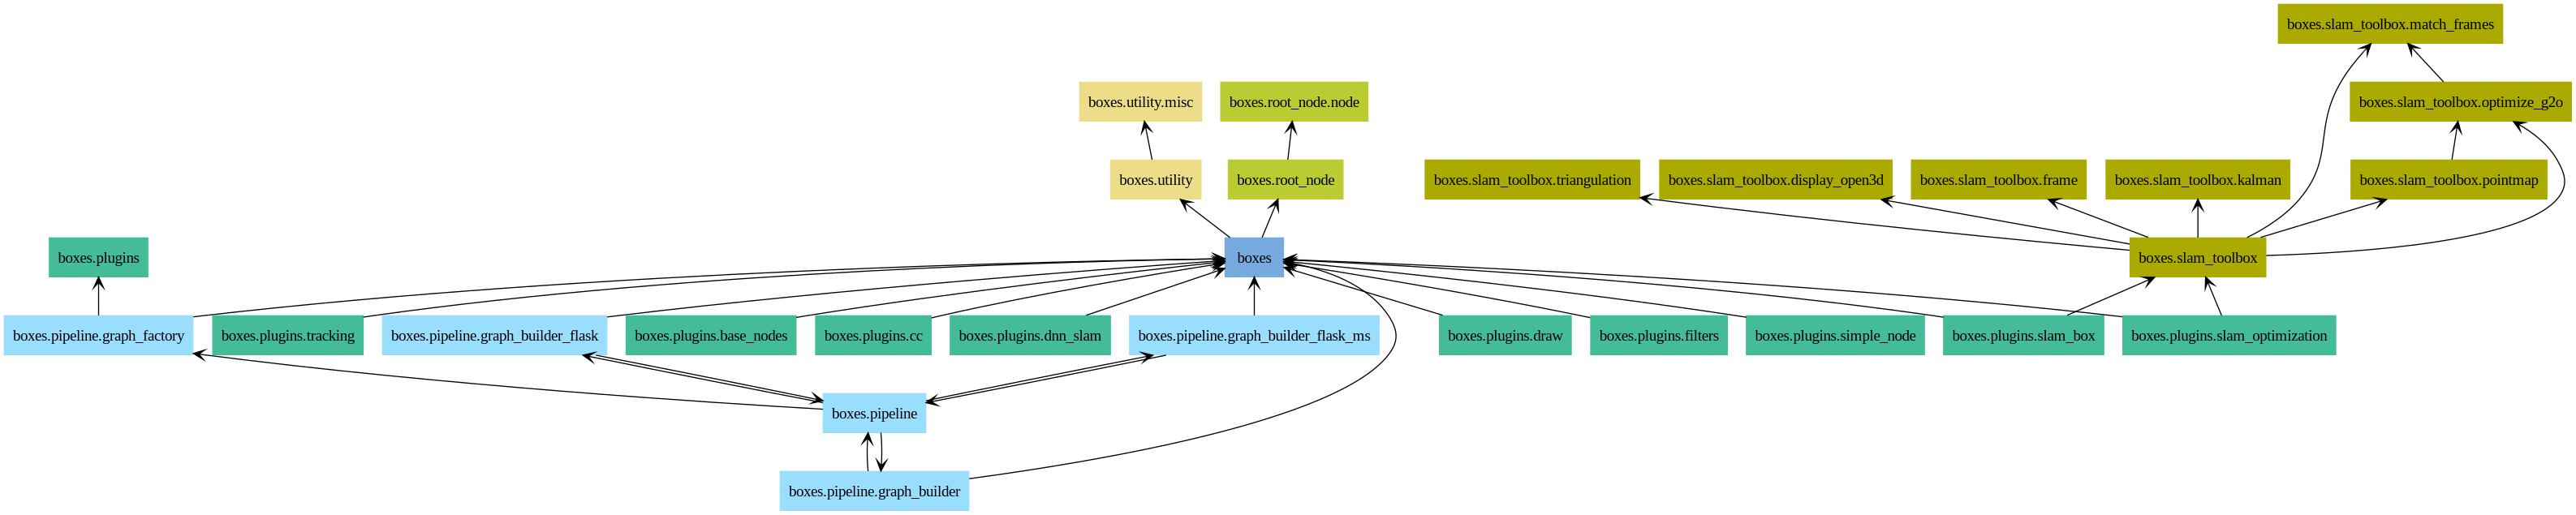 boxes.slam_toolbox.match_frames
boxes.utility.misc
boxes.root_node.node
boxes.slam_toolbox.optimize_g2o
boxes.utility
boxes.root_node
boxes.slam_toolbox.triangulation
boxes.slam_toolbox.display_open3d
boxes.slam_toolbox.frame
boxes.slam_toolbox.kalman
boxes.slam_toolbox.pointmap
boxes.plugins
boxes
boxes.slam_toolbox
boxes.pipeline.graph_factory
boxes.plugins.tracking
boxes.pipeline.graph_builder_flask
boxes.plugins.base_nodes
boxes.plugins.cc
boxes.plugins.dnn_slam
boxes.pipeline.graph_builder_flask_ms
boxes.plugins.draw
boxes.plugins.filters
boxes.plugins.simple_node
boxes.plugins.slam_box
boxes.plugins.slam_optimization
boxes.pipeline
boxes.pipeline.graph_builder